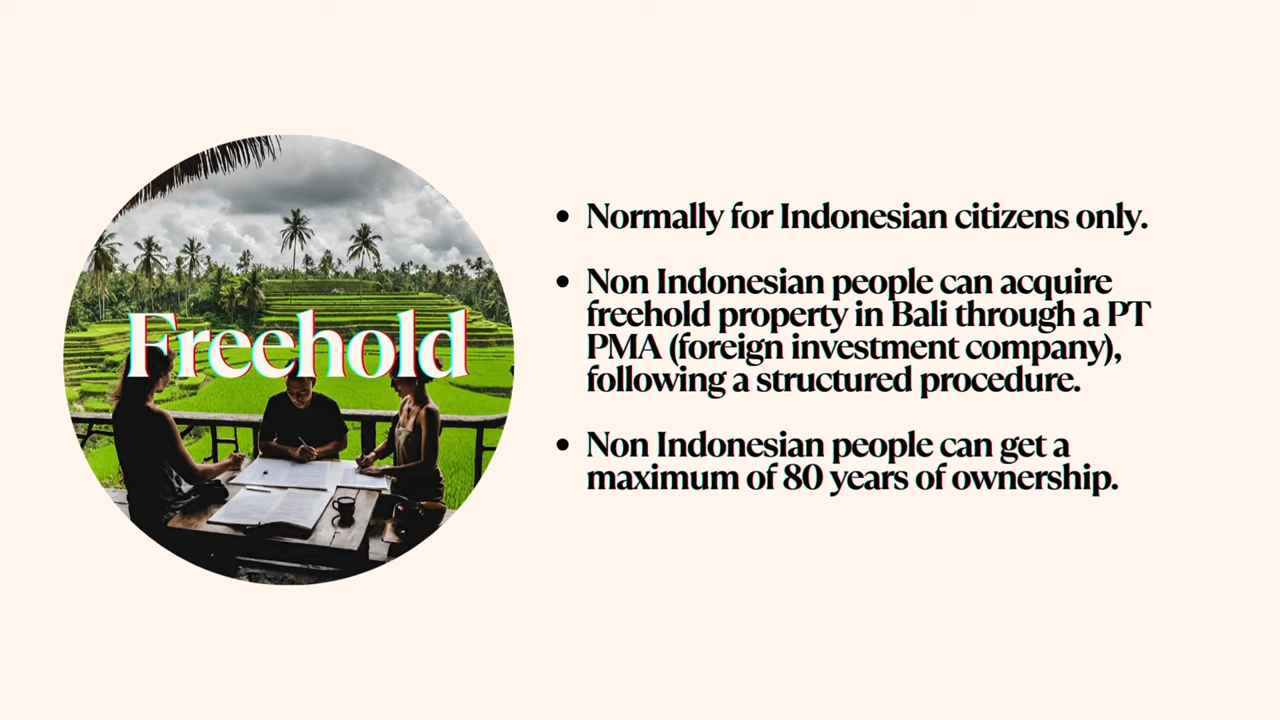 Freehold
• Normally for Indonesian citizens only.
• Non Indonesian people can acquire
freehold property in Bali through a PT
PMA (foreign investment company),
following a structured procedure.
• Non Indonesian people can get a
maximum of 80 years of ownership.